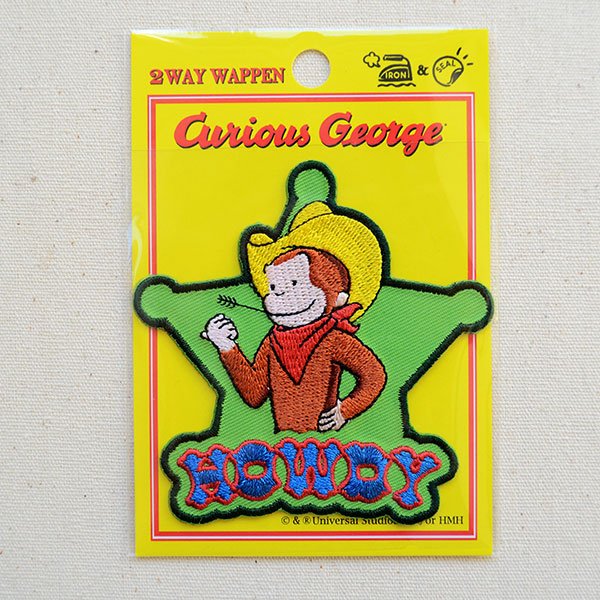 2 WAY WAPPEN
IRON & SEAL
Curious George
HOWDY
© & ® Universal Studios or HMH